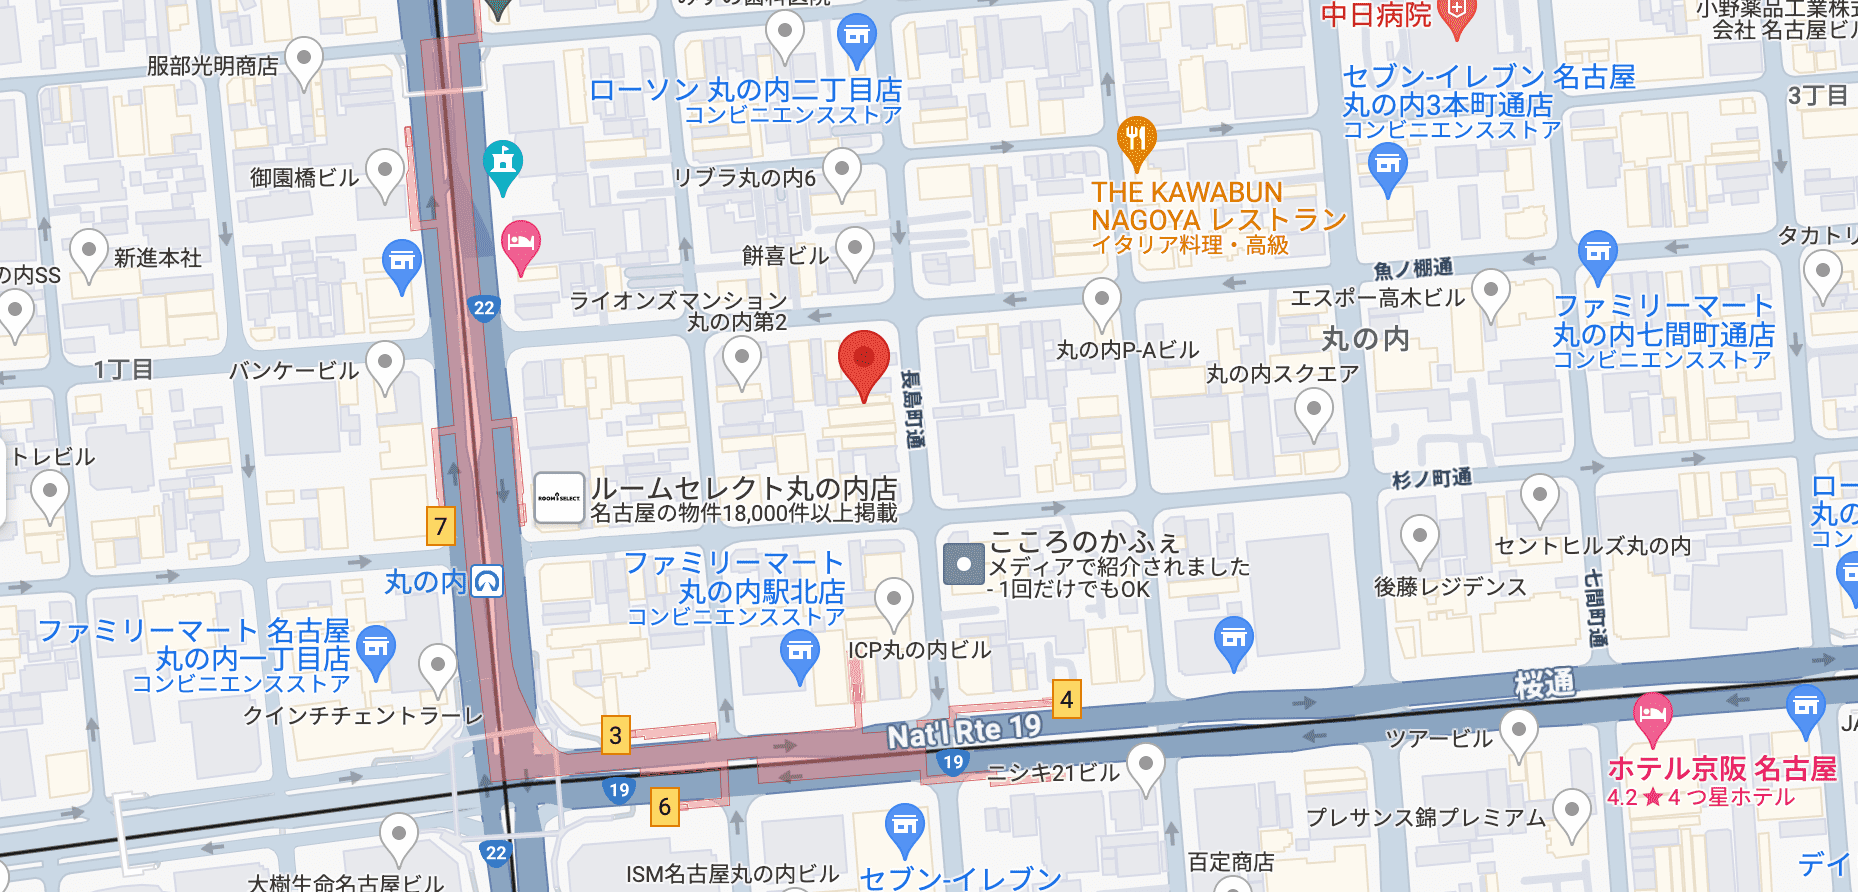 中日病院
小野薬品工業株式
会社 名古屋ビル
服部光明商店
ローソン 丸の内二丁目店
コンビニエンスストア
セブン-イレブン 名古屋
丸の内3本町通店
コンビニエンスストア
3丁目
御園橋ビル
リブラ丸の内6
THE KAWABUN
NAGOYA レストラン
イタリア料理・高級
新進本社
の内SS
餅喜ビル
タカトリ
魚ノ棚通
エスポー高木ビル
ファミリーマート
丸の内七間町通店
コンビニエンスストア
22
ライオンズマンション
丸の内第2
丸の内
丸の内P-Aビル
丸の内スクエア
1丁目
バンケービル
長島町通
トレビル
杉ノ町通
ROOM SELECT
ルームセレクト丸の内店
名古屋の物件18,000件以上掲載
ロー
丸の
コン
7
こころのかふぇ
メディアで紹介されました
- 1回だけでもOK
セントヒルズ丸の内
後藤レジデンス
七間町通
丸の内
ファミリーマート
丸の内駅北店
コンビニエンスストア
ファミリーマート 名古屋
丸の内一丁目店
コンビニエンスストア
ICP丸の内ビル
クインチチェントラーレ
桜通
4
3
Nat'l Rte 19
19
ツアービル
JA
ニシキ21ビル
ホテル京阪 名古屋
4.2★4 つ星ホテル
19
6
プレサンス錦プレミアム
22
大樹生命名古屋ビル
ISM名古屋丸の内ビル
セブン-イレブン
百定商店
デイ